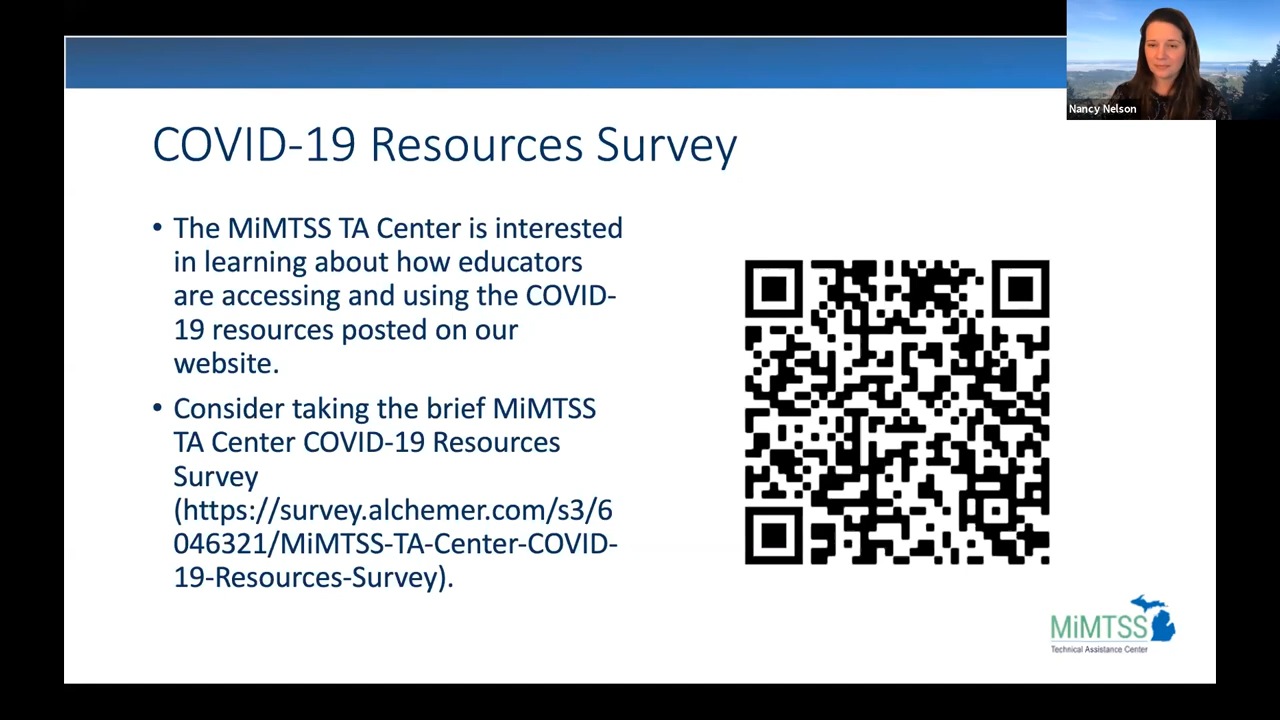 Nancy Nelson
COVID-19 Resources Survey
• The MiMTSS TA Center is interested
in learning about how educators
are accessing and using the COVID-
19 resources posted on our
website.
• Consider taking the brief MiMTSS
TA Center COVID-19 Resources
Survey
(https://survey.alchemer.com/s3/6
046321/MiMTSS-TA-Center-COVID-
19-Resources-Survey).
MiMTSS
Technical Assistance Center